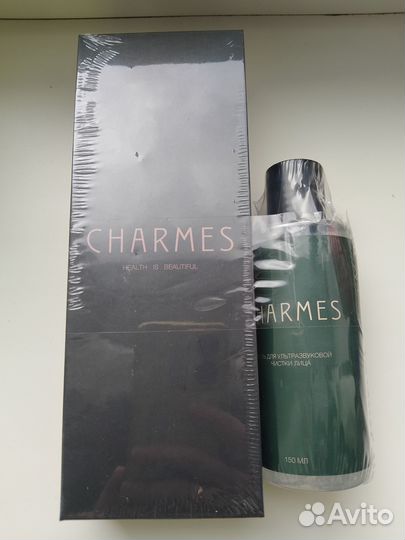 CHARMES
HEALTH IS BEAUTIFUL
HARMES
ДЛЯ УЛЬТРАЗВУКОВОЙ
ЧИСТКИ ЛИЦА
150 МЛ
Avito